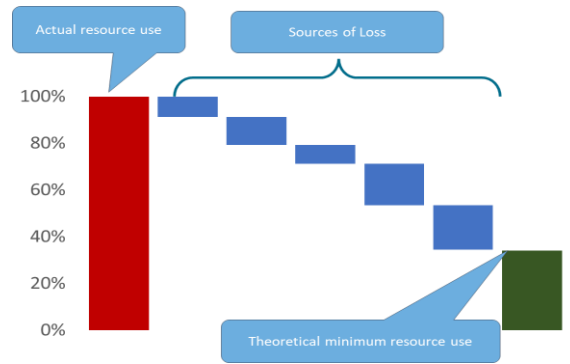 Actual resource use
Sources of Loss
100%
80%
60%
40%
20%
0%
Theoretical minimum resource use